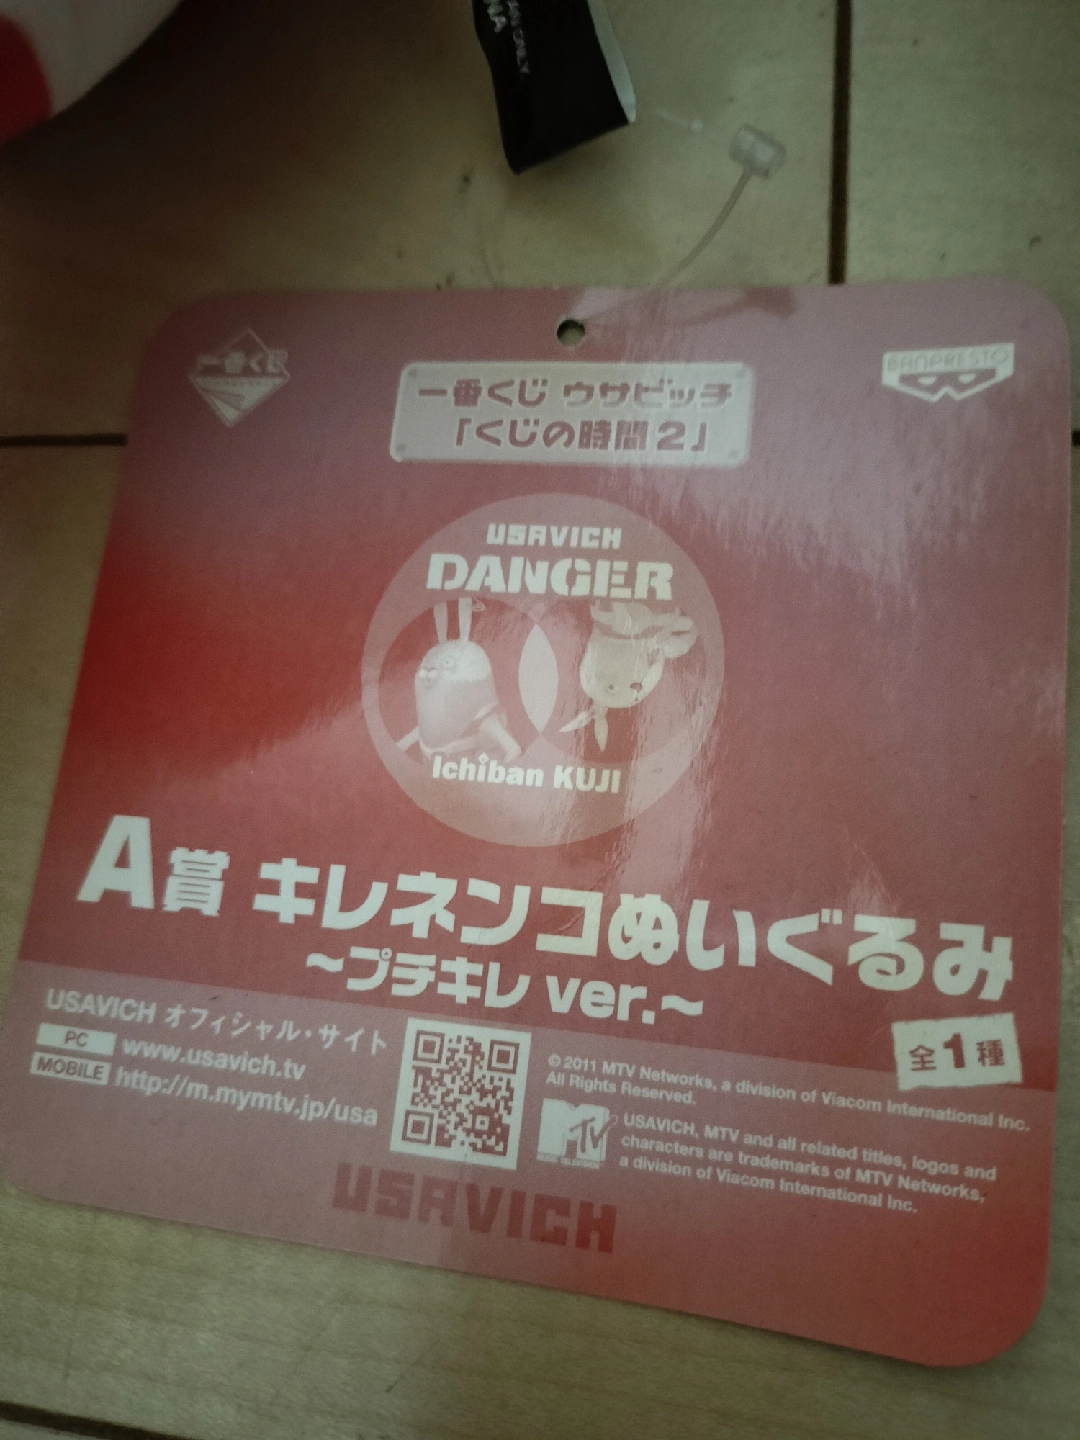 NA
AN ONLY
一番くじ
BANPRESTO
一番くじ ウサビッチ
「くじの時間2」
USAVICH
DANGER
Ichiban KUJI
A賞 キレネンコぬいぐるみ
~プチキレ ver.~
全1種
USAVICH オフィシャル・サイト
PC www.usavich.tv
MOBILE http://m.mymtv.jp/usa
© 2011 MTV Networks, a division of Viacom International Inc.
All Rights Reserved.
MTV
USAVICH, MTV and all related titles, logos and
characters are trademarks of MTV Networks,
a division of Viacom International Inc.
USAVICH